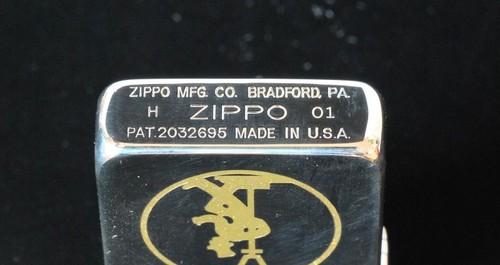 ZIPPO MFG. CO. BRADFORD, PA.
H ZIPPO 01
PAT.2032695 MADE IN U.S.A.